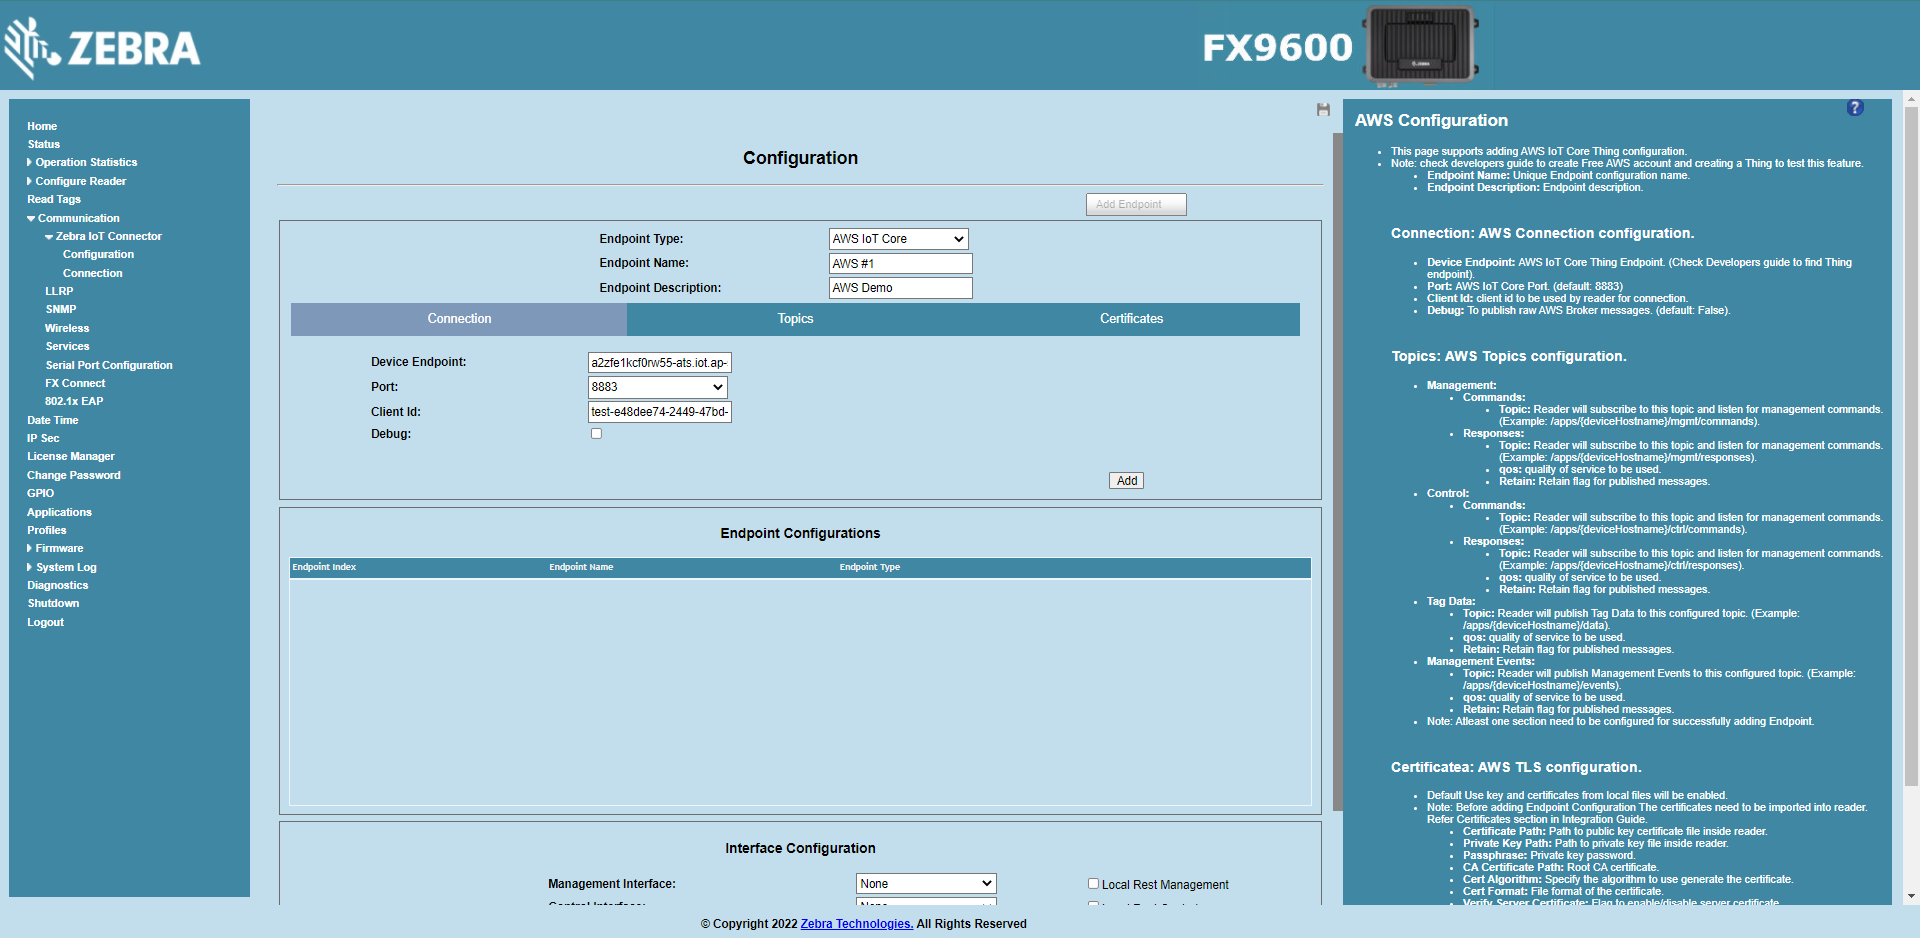 ZEBRA
FX9600
Home
Status
Operation Statistics
Configure Reader
Read Tags
Communication
Zebra IoT Connector
Configuration
Connection
LLRP
SNMP
Wireless
Services
Serial Port Configuration
FX Connect
802.1x EAP
Date Time
IP Sec
License Manager
Change Password
GPIO
Applications
Profiles
Firmware
System Log
Diagnostics
Shutdown
Logout
Configuration
Add Endpoint
Endpoint Type: AWS IoT Core
Endpoint Name: AWS #1
Endpoint Description: AWS Demo
Connection Topics Certificates
Device Endpoint: a2zfe1kcf0rw55-ats.iot.ap-
Port: 8883
Client Id: test-e48dee74-2449-47bd-
Debug:
Add
Endpoint Configurations
Endpoint Index Endpoint Name Endpoint Type
Interface Configuration
Management Interface: None Local Rest Management
© Copyright 2022 Zebra Technologies. All Rights Reserved
?
AWS Configuration
This page supports adding AWS IoT Core Thing configuration.
Note: check developers guide to create Free AWS account and creating a Thing to test this feature.
Endpoint Name: Unique Endpoint configuration name.
Endpoint Description: Endpoint description.
Connection: AWS Connection configuration.
Device Endpoint: AWS IoT Core Thing Endpoint. (Check Developers guide to find Thing
endpoint).
Port: AWS IoT Core Port. (default: 8883)
Client Id: client id to be used by reader for connection.
Debug: To publish raw AWS Broker messages. (default: False).
Topics: AWS Topics configuration.
Management:
Commands:
Topic: Reader will subscribe to this topic and listen for management commands.
(Example: /apps/{deviceHostname}/mgmt/commands).
Responses:
Topic: Reader will subscribe to this topic and listen for management commands.
(Example: /apps/{deviceHostname}/mgmt/responses).
qos: quality of service to be used.
Retain: Retain flag for published messages.
Control:
Commands:
Topic: Reader will subscribe to this topic and listen for management commands.
(Example: /apps/{deviceHostname}/ctrl/commands).
Responses:
Topic: Reader will subscribe to this topic and listen for management commands.
(Example: /apps/{deviceHostname}/ctrl/responses).
qos: quality of service to be used.
Retain: Retain flag for published messages.
Tag Data:
Topic: Reader will publish Tag Data to this configured topic. (Example:
/apps/{deviceHostname}/data).
qos: quality of service to be used.
Retain: Retain flag for published messages.
Management Events:
Topic: Reader will publish Management Events to this configured topic. (Example:
/apps/{deviceHostname}/events).
qos: quality of service to be used.
Retain: Retain flag for published messages.
Note: Atleast one section need to be configured for successfully adding Endpoint.
Certificatea: AWS TLS configuration.
Default Use key and certificates from local files will be enabled.
Note: Before adding Endpoint Configuration The certificates need to be imported into reader.
Refer Certificates section in Integration Guide.
Certificate Path: Path to public key certificate file inside reader.
Private Key Path: Path to private key file inside reader.
Passphrase: Private key password.
CA Certificate Path: Root CA certificate.
Cert Algorithm: Specify the algorithm to use generate the certificate.
Cert Format: File format of the certificate.
Verify Server Certificate: Flag to enable/disable server certificate